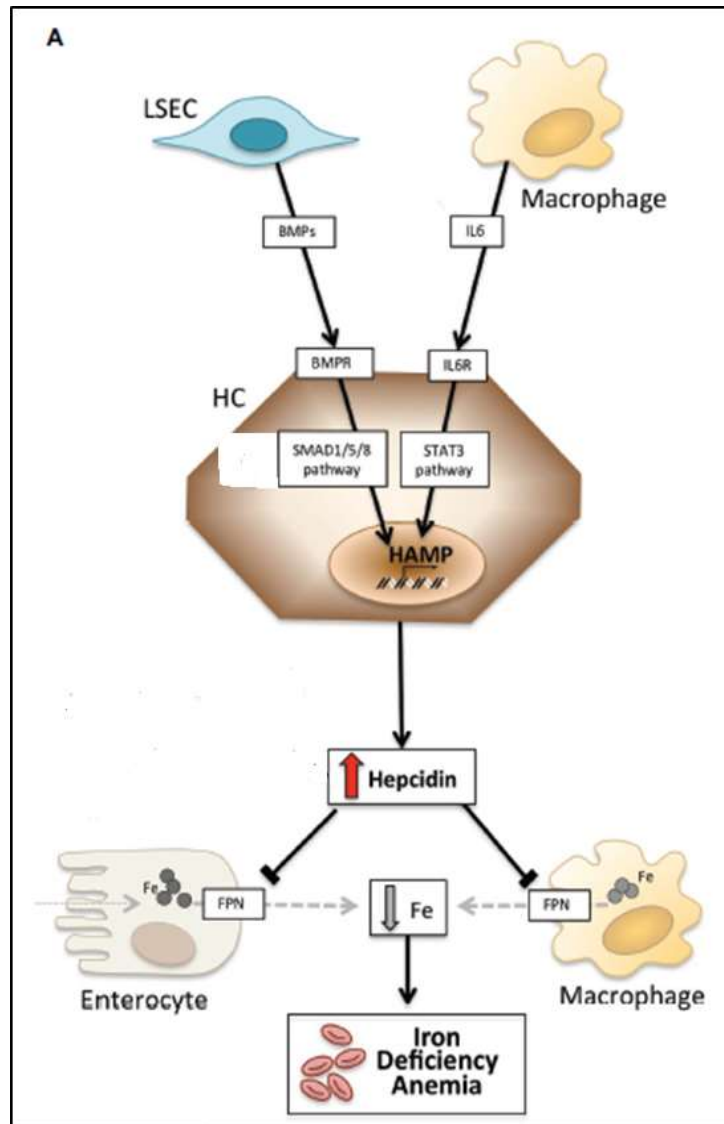 A
LSEC
Macrophage
BMPs
IL6
BMPR
IL6R
HC
SMAD1/5/8
pathway
STAT3
pathway
HAMP
Hepcidin
Fe
FPN
Fe
FPN
Fe
Enterocyte
Macrophage
Iron
Deficiency
Anemia